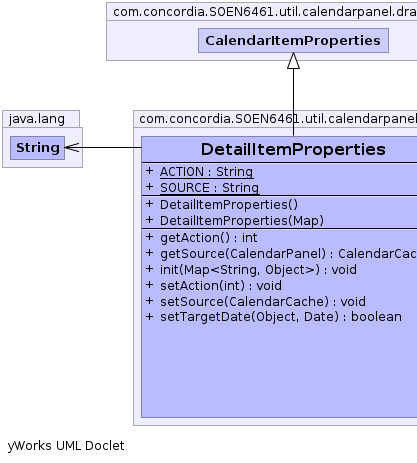 com.concordia.SOEN6461.util.calendarpanel.dra
CalendarItemProperties
java.lang
String
com.concordia.SOEN6461.util.calendarpanel
DetailItemProperties
+ ACTION : String
+ SOURCE : String
+ DetailItemProperties()
+ DetailItemProperties(Map)
+ getAction() : int
+ getSource(CalendarPanel) : CalendarCac
+ init(Map<String, Object>) : void
+ setAction(int) : void
+ setSource(CalendarCache) : void
+ setTargetDate(Object, Date) : boolean
yWorks UML Doclet